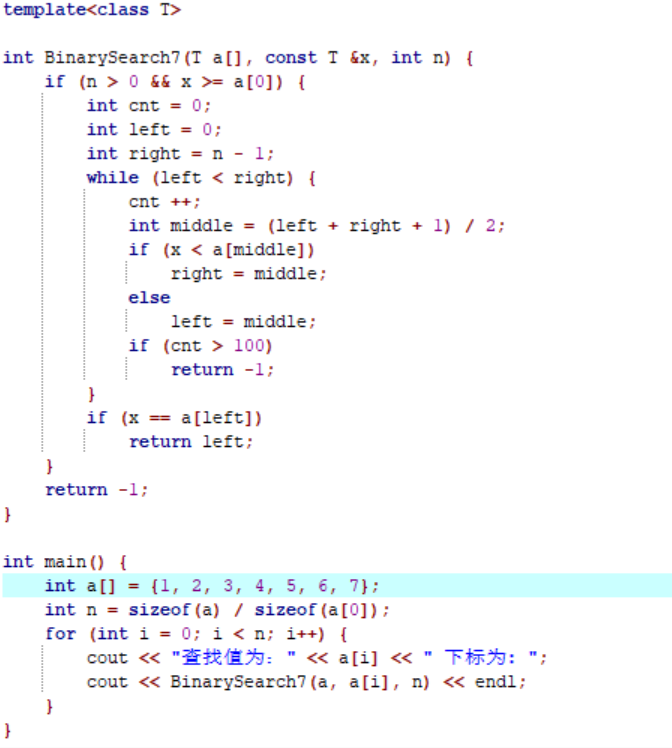 template<class T>
int BinarySearch7(T a[], const T &x, int n) {
    if (n > 0 && x >= a[0]) {
        int cnt = 0;
        int left = 0;
        int right = n - 1;
        while (left < right) {
            cnt ++;
            int middle = (left + right + 1) / 2;
            if (x < a[middle])
                right = middle;
            else
                left = middle;
            if (cnt > 100)
                return -1;
        }
        if (x == a[left])
            return left;
    }
    return -1;
}
int main() {
    int a[] = {1, 2, 3, 4, 5, 6, 7};
    int n = sizeof(a) / sizeof(a[0]);
    for (int i = 0; i < n; i++) {
        cout << "查找值为: " << a[i] << " 下标为: ";
        cout << BinarySearch7(a, a[i], n) << endl;
    }
}